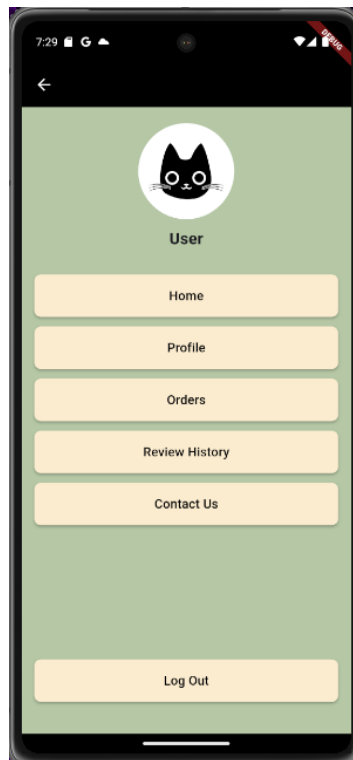 7:29 G
DEBUG
User
Home
Profile
Orders
Review History
Contact Us
Log Out